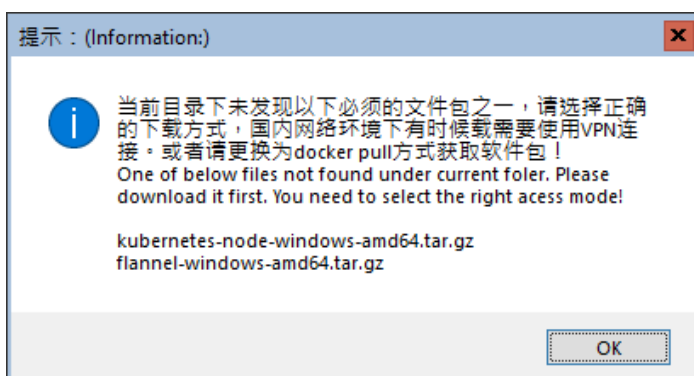 提示：(Information:)
当前目录下未发现以下必须的文件包之一，请选择正确
的下载方式，国内网络环境下有时候载需要使用VPN连
接。或者请更换为docker pull方式获取软件包！
One of below files not found under current foler. Please
download it first. You need to select the right acess mode!
kubernetes-node-windows-amd64.tar.gz
flannel-windows-amd64.tar.gz
OK